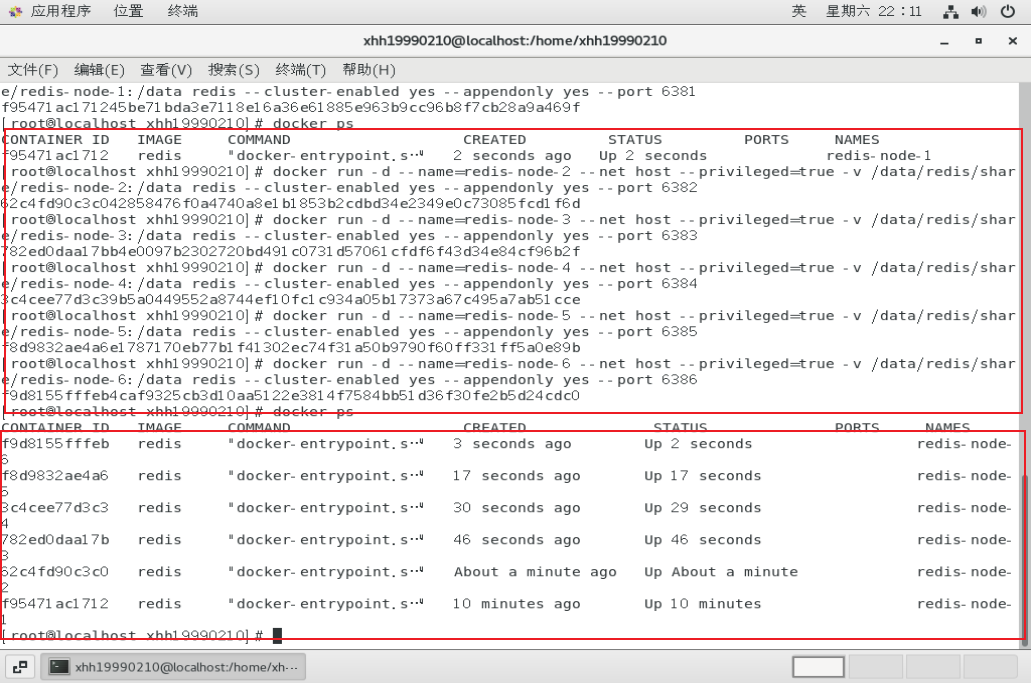 应用程序 位置 终端 英 星期六 22：11
xhh19990210@localhost:/home/xhh19990210
文件(F) 编辑(E) 查看(V) 搜索(S) 终端(T) 帮助(H)
e/redis-node-1:/data redis --cluster-enabled yes --appendonly yes --port 6381
f95471ac171245be71bda3e7118e16a36e61885e963b9cc96b8f7cb28a9a469f
[root@localhost xhh19990210]# docker ps
CONTAINER ID IMAGE COMMAND CREATED STATUS PORTS NAMES
f95471ac1712 redis "docker-entrypoint.s…" 2 seconds ago Up 2 seconds redis-node-1
[root@localhost xhh19990210]# docker run -d --name=redis-node-2 --net host --privileged=true -v /data/redis/shar
e/redis-node-2:/data redis --cluster-enabled yes --appendonly yes --port 6382
62c4fd90c3c042858476f0a4740a8e1b1853b2cdbd34e2349e0c73085fcd1f6d
[root@localhost xhh19990210]# docker run -d --name=redis-node-3 --net host --privileged=true -v /data/redis/shar
e/redis-node-3:/data redis --cluster-enabled yes --appendonly yes --port 6383
782ed0daa17bb4e0097b2302720bd491c0731d57061cfdf6f43d34e84cf96b2f
[root@localhost xhh19990210]# docker run -d --name=redis-node-4 --net host --privileged=true -v /data/redis/shar
e/redis-node-4:/data redis --cluster-enabled yes --appendonly yes --port 6384
3c4cee77d3c39b5a0449552a8744ef10fc1c934a05b17373a67c495a7ab51cce
[root@localhost xhh19990210]# docker run -d --name=redis-node-5 --net host --privileged=true -v /data/redis/shar
e/redis-node-5:/data redis --cluster-enabled yes --appendonly yes --port 6385
f8d9832ae4a6e1787170eb77b1f41302ec74f31a50b9790f60ff331ff5a0e89b
[root@localhost xhh19990210]# docker run -d --name=redis-node-6 --net host --privileged=true -v /data/redis/shar
e/redis-node-6:/data redis --cluster-enabled yes --appendonly yes --port 6386
f9d8155fffeb4caf9325cb3d10aa5122e3814f7584bb51d36f30fe2b5d24cdc0
[root@localhost xhh19990210]# docker ps
CONTAINER ID IMAGE COMMAND CREATED STATUS PORTS NAMES
f9d8155fffeb redis "docker-entrypoint.s…" 3 seconds ago Up 2 seconds redis-node-
6
f8d9832ae4a6 redis "docker-entrypoint.s…" 17 seconds ago Up 17 seconds redis-node-
5
3c4cee77d3c3 redis "docker-entrypoint.s…" 30 seconds ago Up 29 seconds redis-node-
4
782ed0daa17b redis "docker-entrypoint.s…" 46 seconds ago Up 46 seconds redis-node-
3
62c4fd90c3c0 redis "docker-entrypoint.s…" About a minute ago Up About a minute redis-node-
2
f95471ac1712 redis "docker-entrypoint.s…" 10 minutes ago Up 10 minutes redis-node-
1
[root@localhost xhh19990210]#
xhh19990210@localhost:/home/xh…